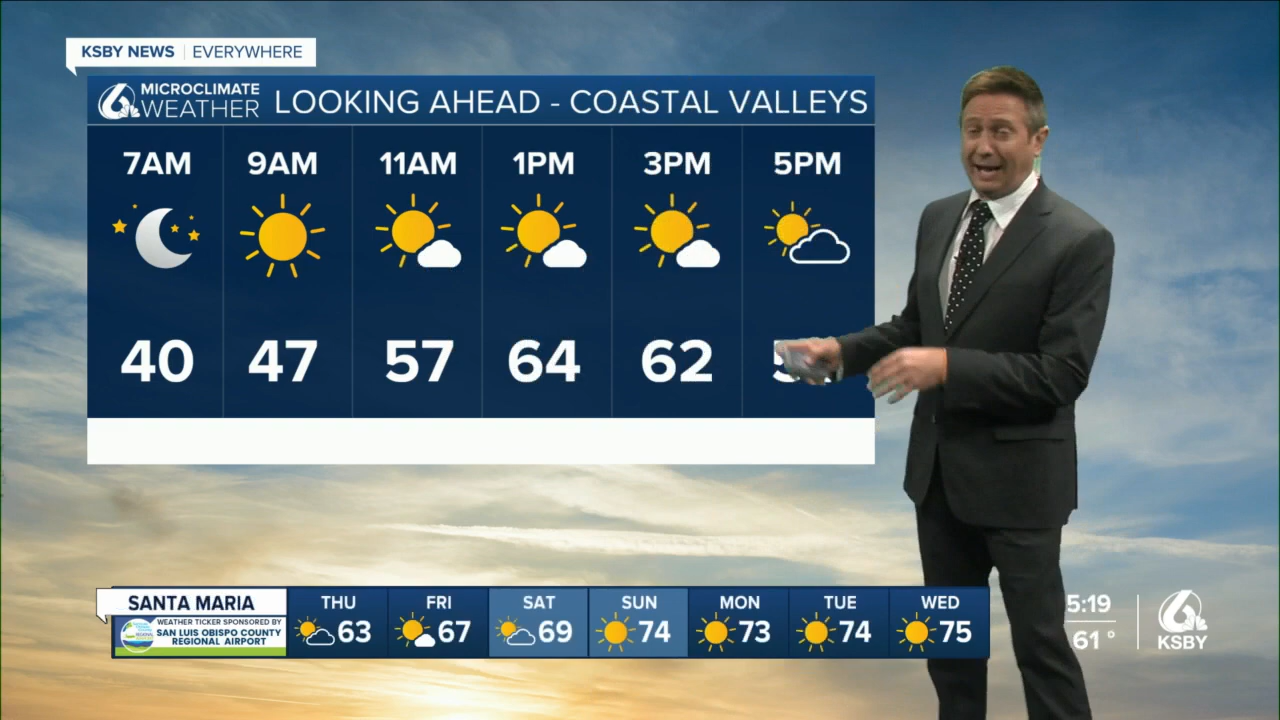 KSBY NEWS | EVERYWHERE
6 MICROCLIMATE WEATHER LOOKING AHEAD - COASTAL VALLEYS
7AM 9AM 11AM 1PM 3PM 5PM
40 47 57 64 62
SANTA MARIA
WEATHER TICKER SPONSORED BY
SAN LUIS OBISPO COUNTY
REGIONAL AIRPORT
THU FRI SAT SUN MON TUE WED
63 67 69 74 73 74 75
5:19
61°
6
KSBY